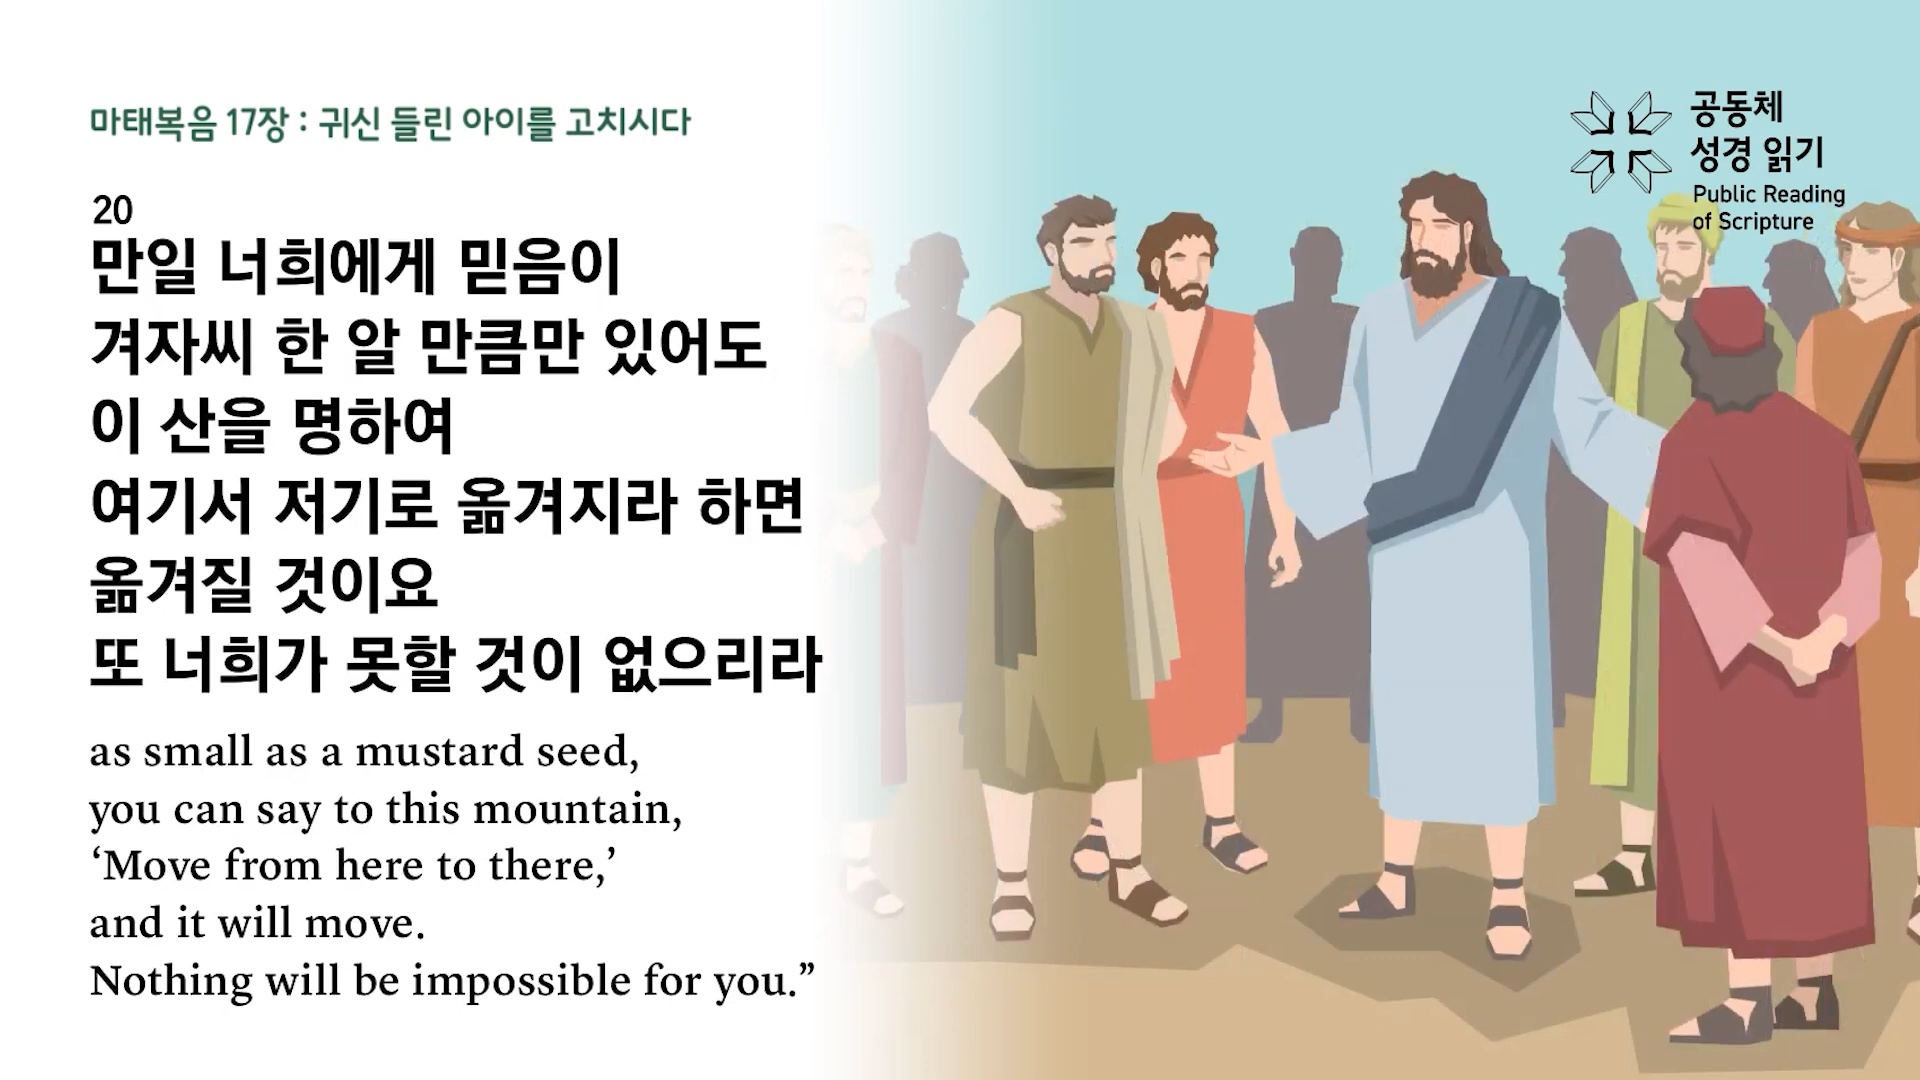 마태복음 17장 : 귀신 들린 아이를 고치시다
20
만일 너희에게 믿음이
겨자씨 한 알 만큼만 있어도
이 산을 명하여
여기서 저기로 옮겨지라 하면
옮겨질 것이요
또 너희가 못할 것이 없으리라
as small as a mustard seed,
you can say to this mountain,
‘Move from here to there,’
and it will move.
Nothing will be impossible for you.”
공동체
성경 읽기
Public Reading
of Scripture